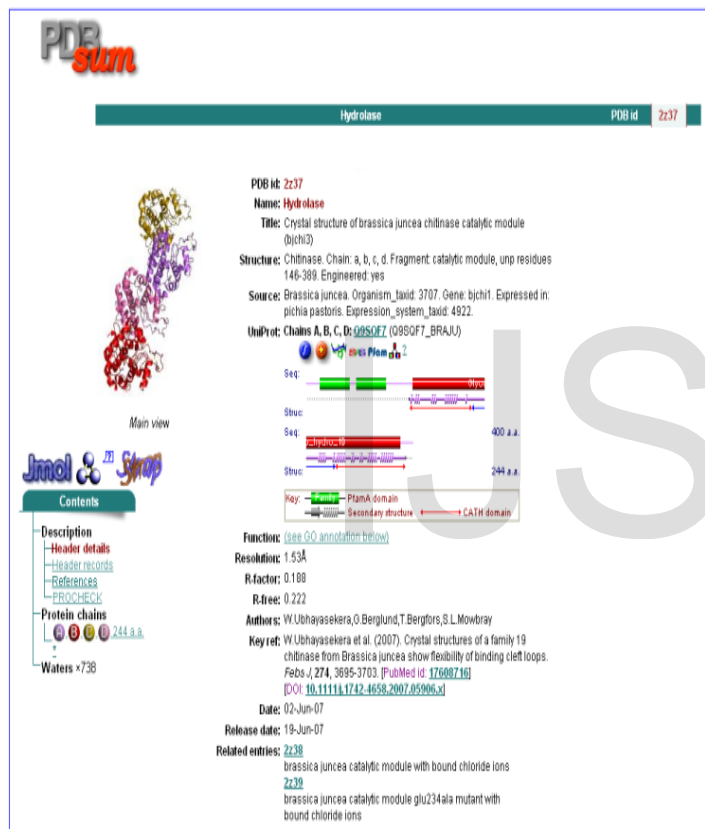 PDB
sum
Hydrolase PDB id 2z37
PDB id: 2z37
Name: Hydrolase
Title: Crystal structure of brassica juncea chitinase catalytic module
(bjchi3)
Structure: Chitinase. Chain: a, b, c, d. Fragment: catalytic module, unp residues
146-389. Engineered: yes
Source: Brassica juncea. Organism_taxid: 3707. Gene: bjchi1. Expressed in:
pichia pastoris. Expression_system_taxid: 4922.
UniProt: Chains A, B, C, D: Q9SQF7 (Q9SQF7_BRAJU)
Pfam 2
Seq: Glyco
Struc:
Seq: o_hydro_19 400 a.a.
Struc: 244 a.a.
Key: Family PfamA domain
Secondary structure CATH domain
Main view
Jmol
Contents
Description
Header details
Header records
References
PROCHECK
Protein chains
A B C D 244 a.a.
Waters ×738
Function: (see GO annotation below)
Resolution: 1.53Å
R-factor: 0.188
R-free: 0.222
Authors: W.Ubhayasekera,G.Berglund,T.Bergfors,S.L.Mowbray
Key ref: W.Ubhayasekera et al. (2007). Crystal structures of a family 19
chitinase from Brassica juncea show flexibility of binding cleft loops.
Febs J, 274, 3695-3703. [PubMed id: 17608716]
[DOI: 10.1111/j.1742-4658.2007.05906.x]
Date: 02-Jun-07
Release date: 19-Jun-07
Related entries: 2z38
brassica juncea catalytic module with bound chloride ions
2z39
brassica juncea catalytic module glu234ala mutant with
bound chloride ions
IJS